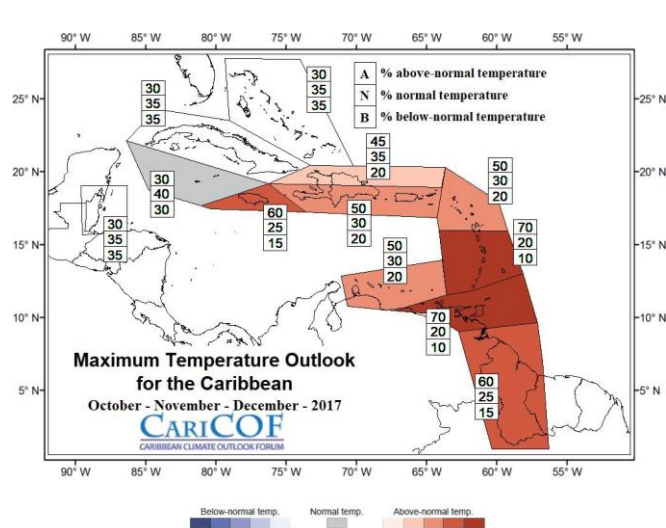 90° W 85° W 80° W 75° W 70° W 65° W 60° W 55° W
25° N
20° N
15° N
10° N
5° N
A % above-normal temperature
N % normal temperature
B % below-normal temperature
25° N
20° N
15° N
10° N
5° N
30
35
35
30
35
35
45
35
20
50
30
20
30
40
30
60
25
15
50
30
20
70
20
10
30
35
35
50
30
20
70
20
10
60
25
15
Maximum Temperature Outlook
for the Caribbean
October - November - December - 2017
CARICOF
CARIBBEAN CLIMATE OUTLOOK FORUM
90° W 85° W 80° W 75° W 70° W 65° W 60° W 55° W
Below-normal temp. Normal temp. Above-normal temp.